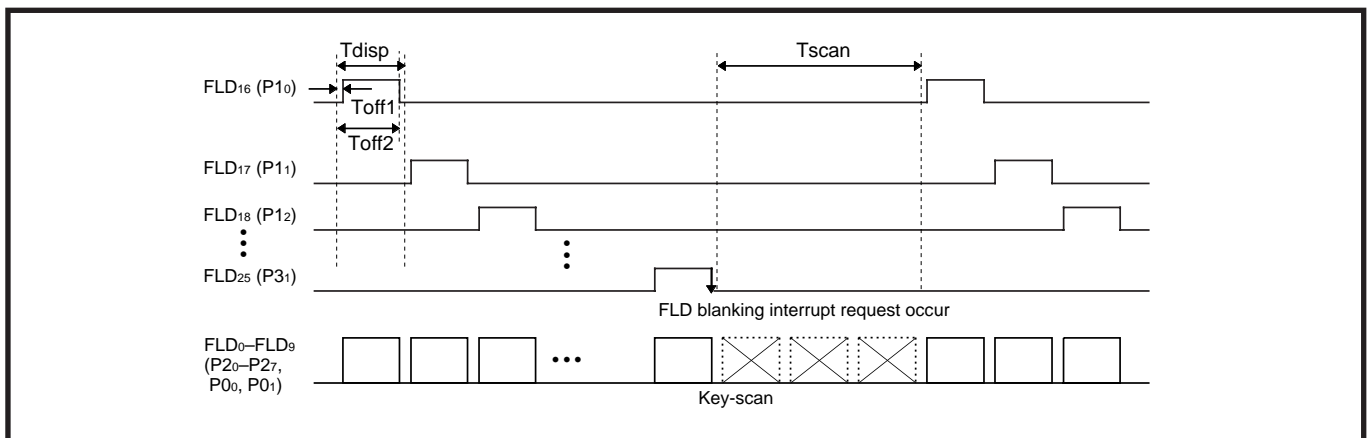 Tdisp
Tscan
FLD16 (P10)
Toff1
Toff2
FLD17 (P11)
FLD18 (P12)
FLD25 (P31)
FLD blanking interrupt request occur
FLD0–FLD9
(P20–P27,
P00, P01)
Key-scan